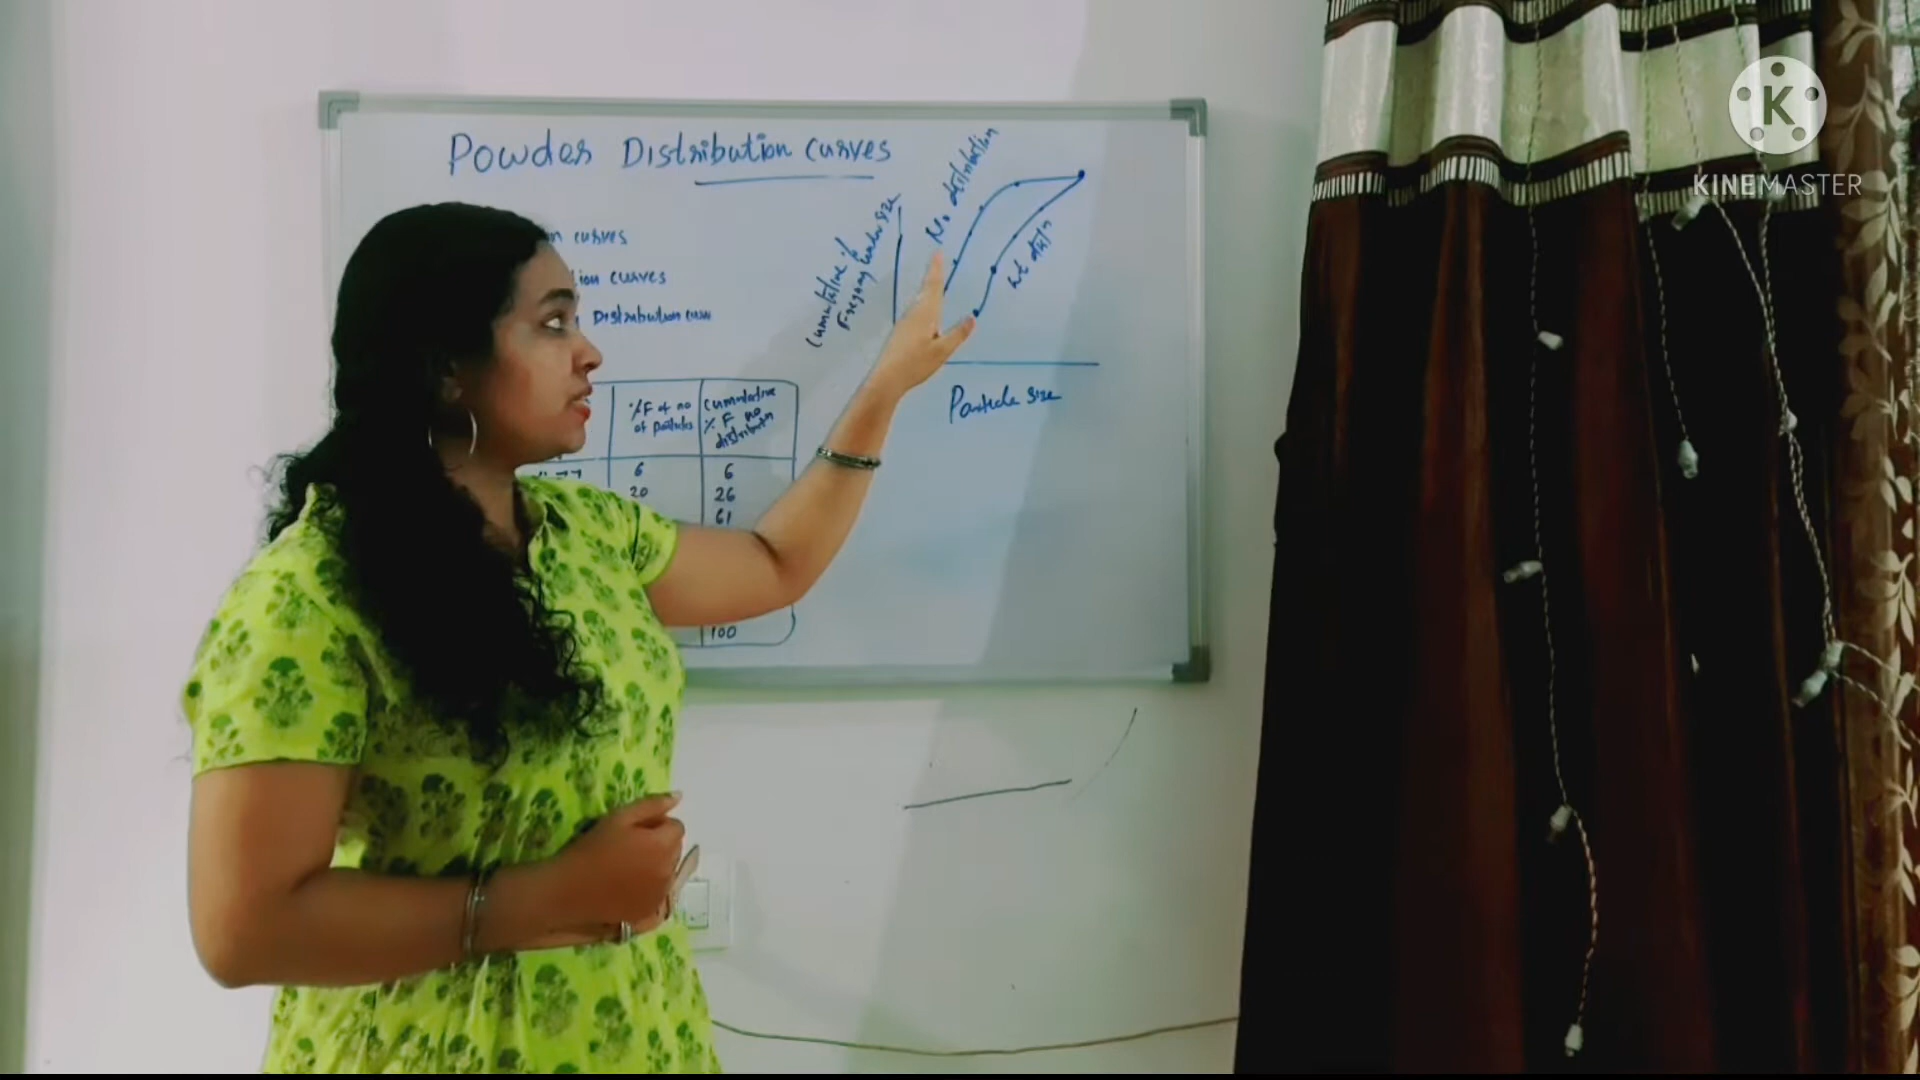 Powder Distribution curves
curves
curves
Distribution curve
Cumulative %
Frequency under size
No distribution
wt distn
Particle size
%F of no
of particles
Cumulative
% F no
distribution
6 6
20 26
61
100
K
KINEMASTER